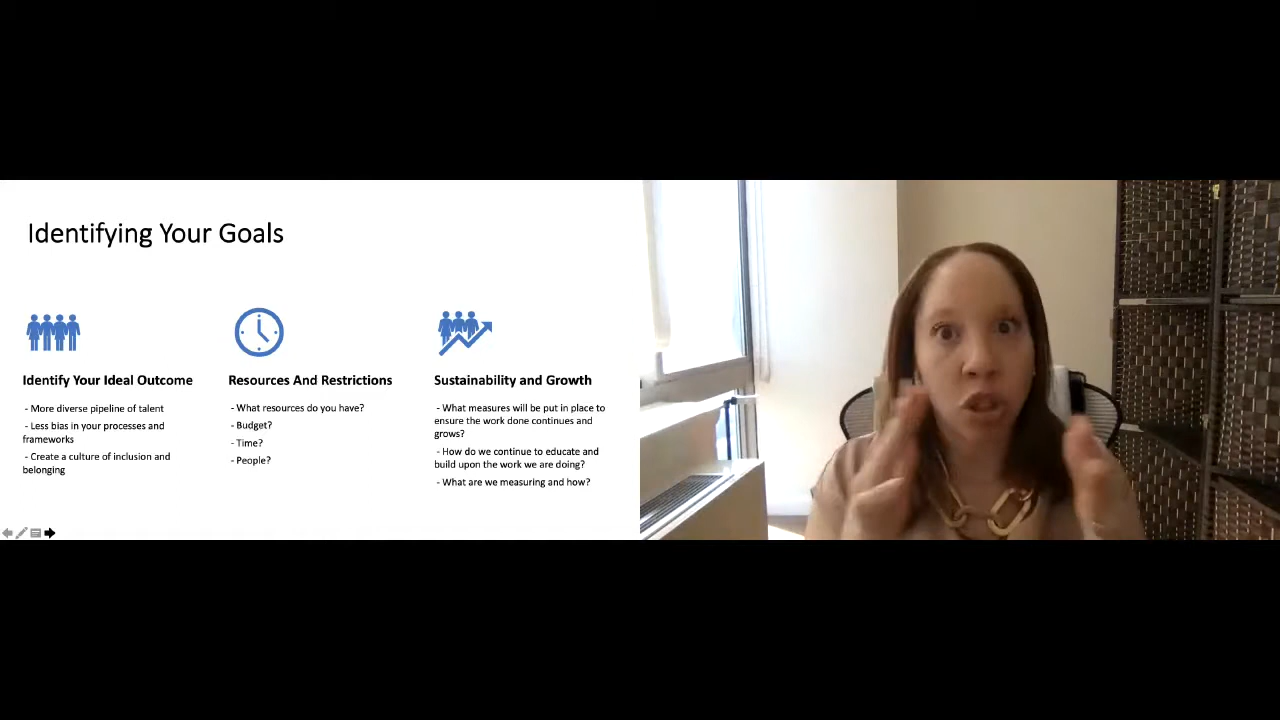 Identifying Your Goals
Identify Your Ideal Outcome
- More diverse pipeline of talent
- Less bias in your processes and
frameworks
- Create a culture of inclusion and
belonging
Resources And Restrictions
- What resources do you have?
- Budget?
- Time?
- People?
Sustainability and Growth
- What measures will be put in place to
ensure the work done continues and
grows?
- How do we continue to educate and
build upon the work we are doing?
- What are we measuring and how?